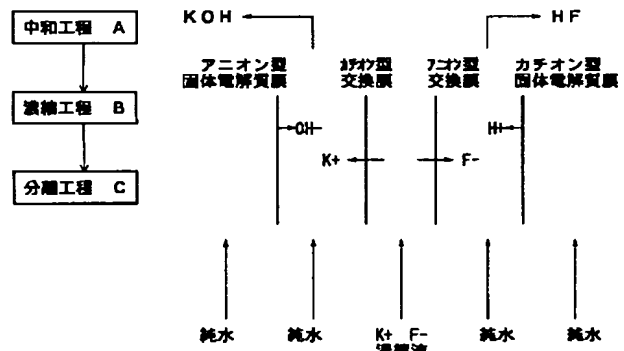 中和工程 A
濃縮工程 B
分離工程 C
KOH
HF
アニオン型
固体電解質膜
カチオン型
交換膜
アニオン型
交換膜
カチオン型
固体電解質膜
OH
H+
K+
F-
純水
純水
K+ F-
濃縮液
純水
純水